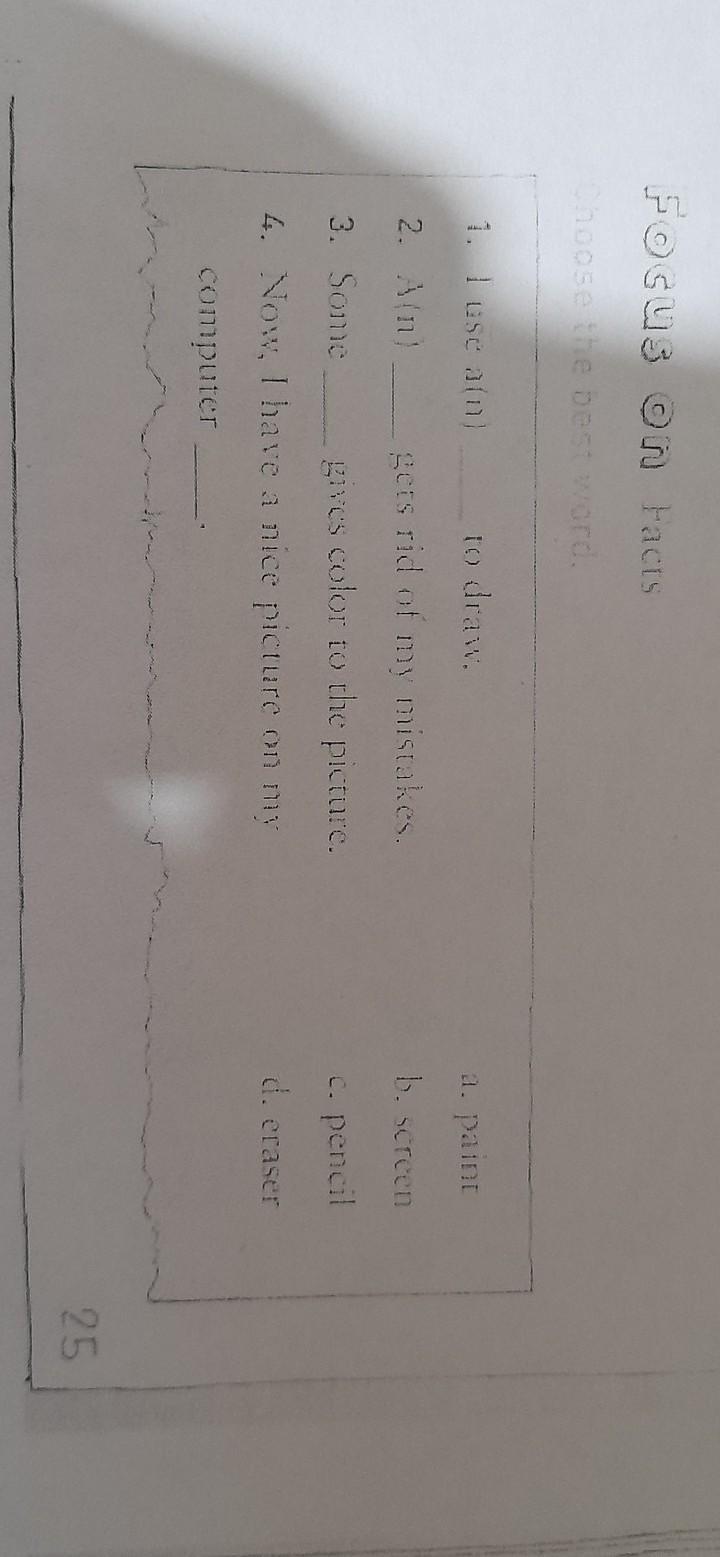 Focus on Facts
Choose the best word.
1. I use a(n) ____ to draw.
a. paint
2. A(n) ____ gets rid of my mistakes.
b. screen
3. Some ____ gives color to the picture.
c. pencil
4. Now, I have a nice picture on my
d. eraser
computer ____.
25